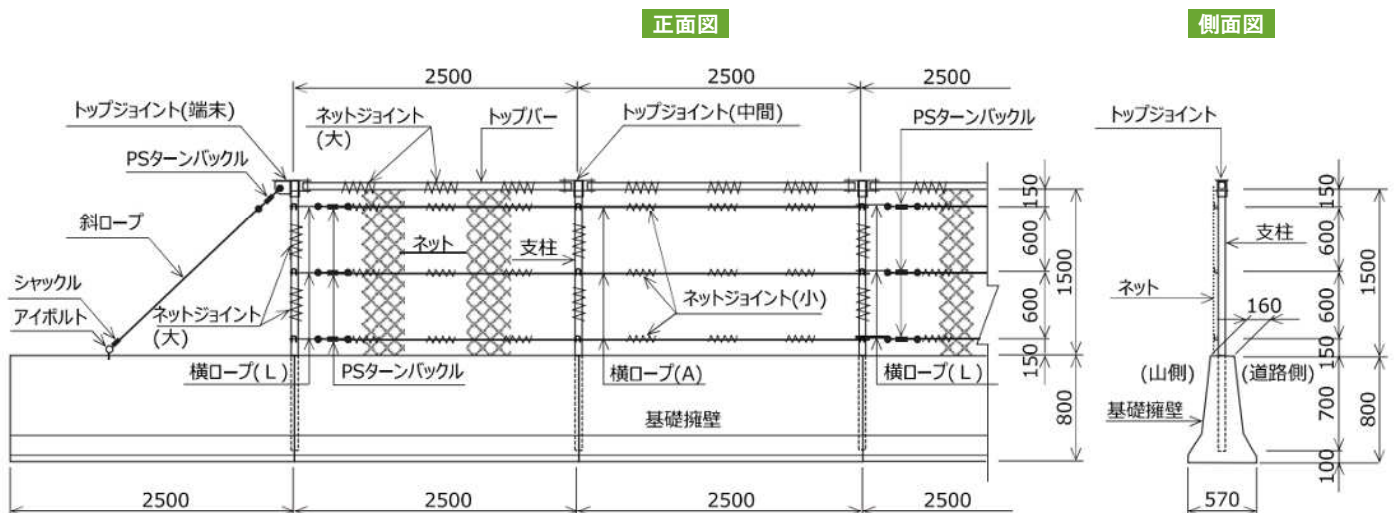 正面図
側面図
2500
2500
2500
トップジョイント(端末)
ネットジョイント
(大)
トップバー
トップジョイント(中間)
PSターンバックル
トップジョイント
PSターンバックル
斜ロープ
ネット
支柱
支柱
シャックル
アイボルト
ネットジョイント
(大)
ネットジョイント(小)
ネット
160
150
600
600
150
1500
800
150
600
600
150
700
100
1500
800
横ロープ(L)
PSターンバックル
横ロープ(A)
横ロープ(L)
(山側)
(道路側)
基礎擁壁
基礎擁壁
2500
2500
2500
2500
570